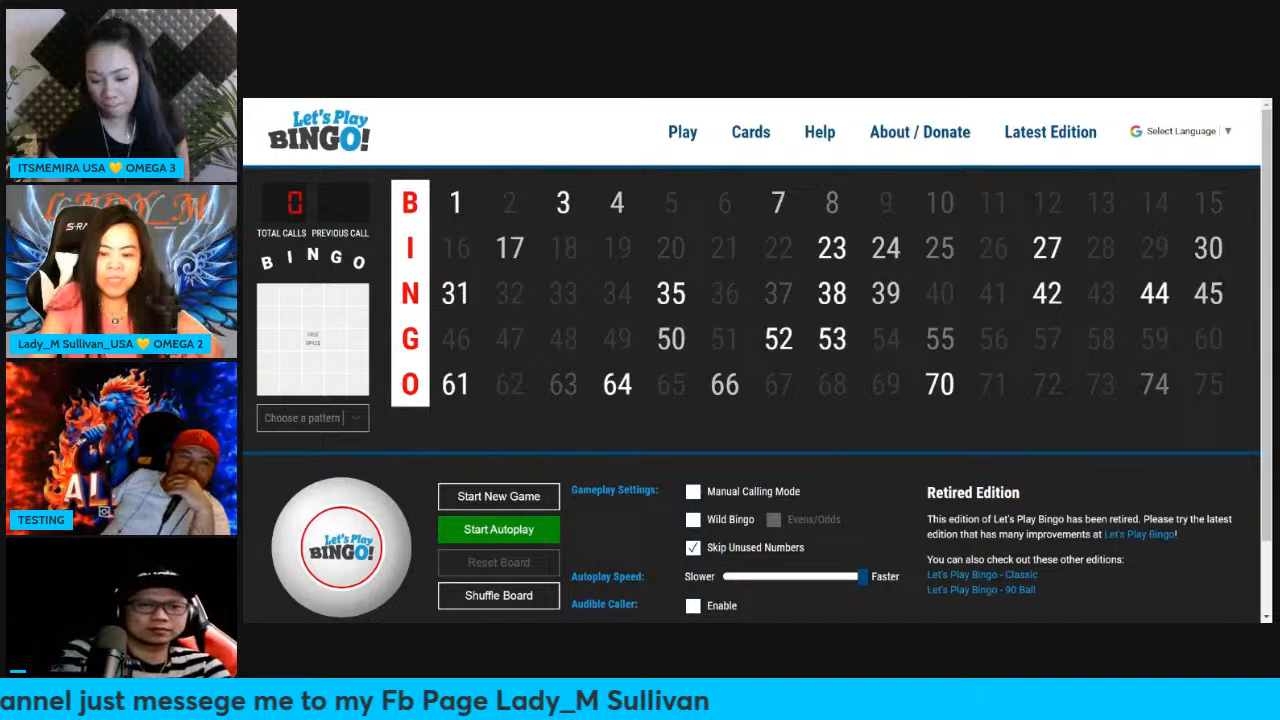 ITSMEMIRA USA 💛 OMEGA 3
LADY_M
S-RA
Lady_M Sullivan_USA 💛 OMEGA 2
AL
TESTING
Let's Play
BINGO!
Play Cards Help About / Donate Latest Edition Select Language ▼
0
TOTAL CALLS PREVIOUS CALL
B I N G O
FREE
SPACE
Choose a pattern
B 1 2 3 4 5 6 7 8 9 10 11 12 13 14 15
I 16 17 18 19 20 21 22 23 24 25 26 27 28 29 30
N 31 32 33 34 35 36 37 38 39 40 41 42 43 44 45
G 46 47 48 49 50 51 52 53 54 55 56 57 58 59 60
O 61 62 63 64 65 66 67 68 69 70 71 72 73 74 75
Let's Play
BINGO!
Start New Game
Start Autoplay
Reset Board
Shuffle Board
Gameplay Settings: Manual Calling Mode
Wild Bingo Evens/Odds
Skip Unused Numbers
Autoplay Speed: Slower Faster
Audible Caller: Enable
Retired Edition
This edition of Let's Play Bingo has been retired. Please try the latest
edition that has many improvements at Let's Play Bingo!
You can also check out these other editions:
Let's Play Bingo - Classic
Let's Play Bingo - 90 Ball
annel just messege me to my Fb Page Lady_M Sullivan